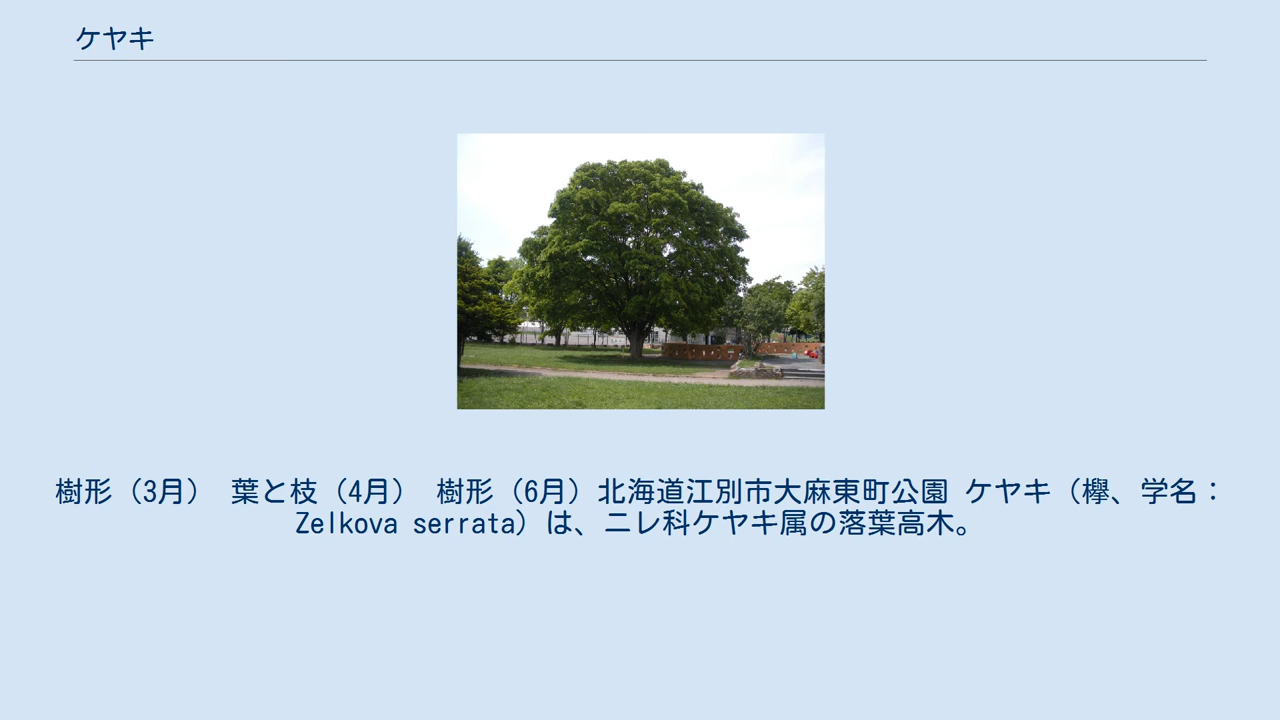 ケヤキ
樹形（3月） 葉と枝（4月） 樹形（6月）北海道江別市大麻東町公園 ケヤキ（欅、学名：
Zelkova serrata）は、ニレ科ケヤキ属の落葉高木。